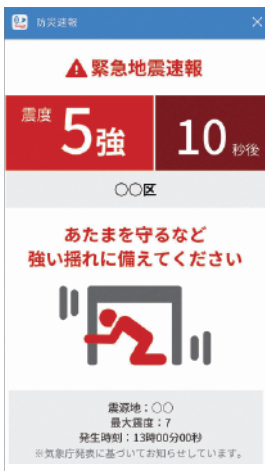 防災速報
緊急地震速報
震度 5強
10秒後
○○区
あたまを守るなど
強い揺れに備えてください
震源地：○○
最大震度：7
発生時刻：13時00分00秒
※気象庁発表に基づいてお知らせしています。